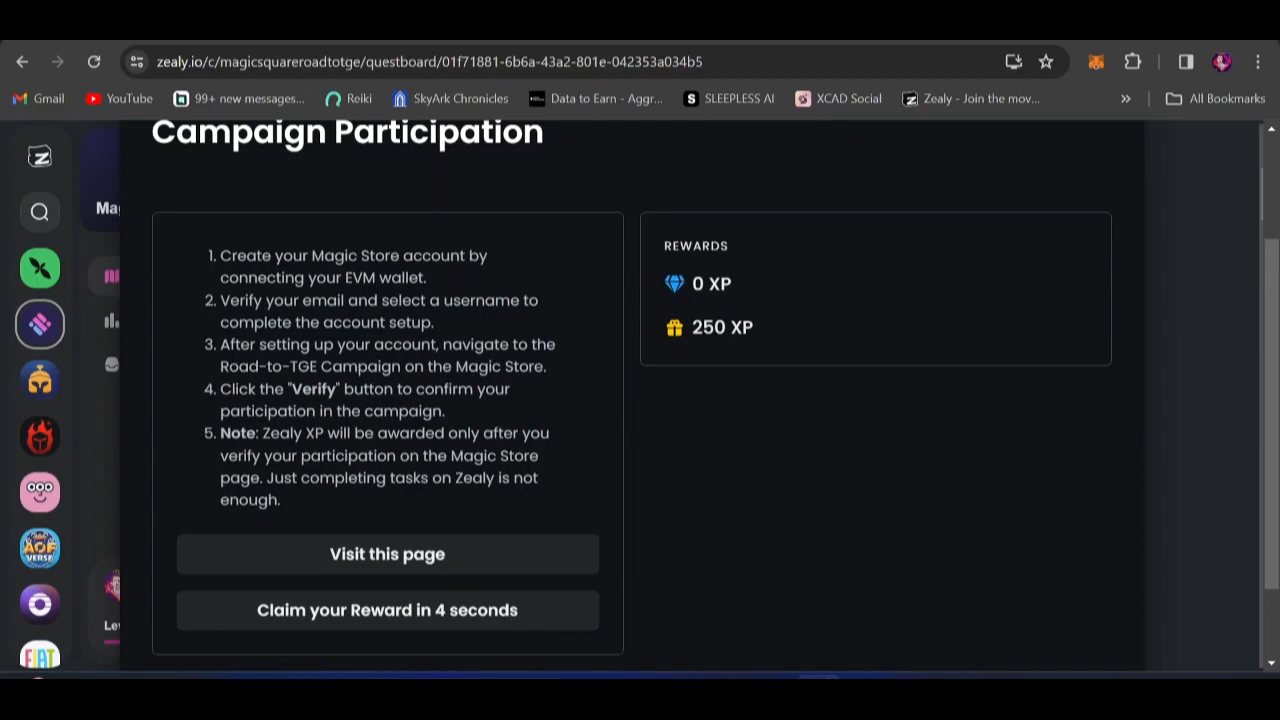 zealy.io/c/magicsquareroadtotge/questboard/01f71881-6b6a-43a2-801e-042353a034b5
Gmail YouTube 99+ new messages... Reiki SkyArk Chronicles Data to Earn - Aggr... SLEEPLESS AI XCAD Social Zealy - Join the mov... » All Bookmarks
Campaign Participation
Mag
1. Create your Magic Store account by
connecting your EVM wallet.
2. Verify your email and select a username to
complete the account setup.
3. After setting up your account, navigate to the
Road-to-TGE Campaign on the Magic Store.
4. Click the "Verify" button to confirm your
participation in the campaign.
5. Note: Zealy XP will be awarded only after you
verify your participation on the Magic Store
page. Just completing tasks on Zealy is not
enough.
Visit this page
Claim your Reward in 4 seconds
REWARDS
0 XP
250 XP
AOF
VERSE
FIAT
Lev